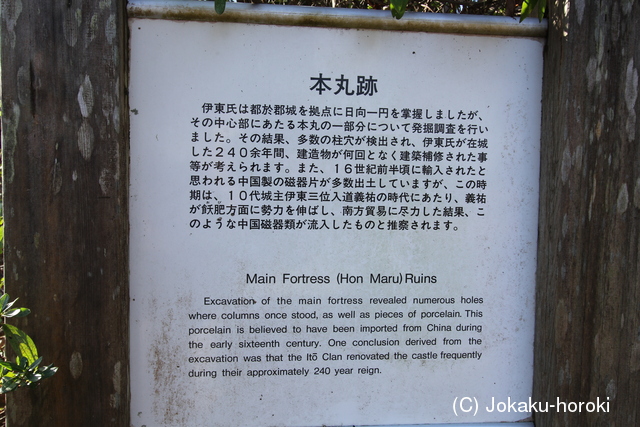 本丸跡
伊東氏は都於郡城を拠点に日向一円を掌握しましたが、
その中心部にあたる本丸の一部分について発掘調査を行い
ました。その結果、多数の柱穴が検出され、伊東氏が在城
した２４０余年間、建造物が何回となく建築補修された事
等が考えられます。また、１６世紀前半頃に輸入されたと
思われる中国製の磁器片が多数出土していますが、この時
期は、１０代城主伊東三位入道義祐の時代にあたり、義祐
が飫肥方面に勢力を伸ばし、南方貿易に尽力した結果、こ
のような中国磁器類が流入したものと推察されます。
Main Fortress (Hon Maru) Ruins
Excavation of the main fortress revealed numerous holes
where columns once stood, as well as pieces of porcelain. This
porcelain is believed to have been imported from China during
the early sixteenth century. One conclusion derived from the
excavation was that the Itō Clan renovated the castle frequently
during their approximately 240 year reign.
(C) Jokaku-horoki